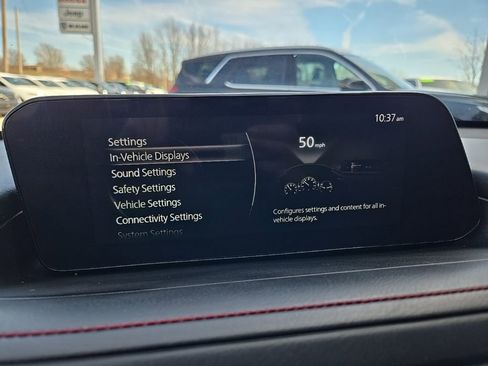 Jeep
10:37 am
Settings
50
mph
In-Vehicle Displays
Sound Settings
Safety Settings
Vehicle Settings
Connectivity Settings
System Settings
Configures settings and content for all in-
vehicle displays.